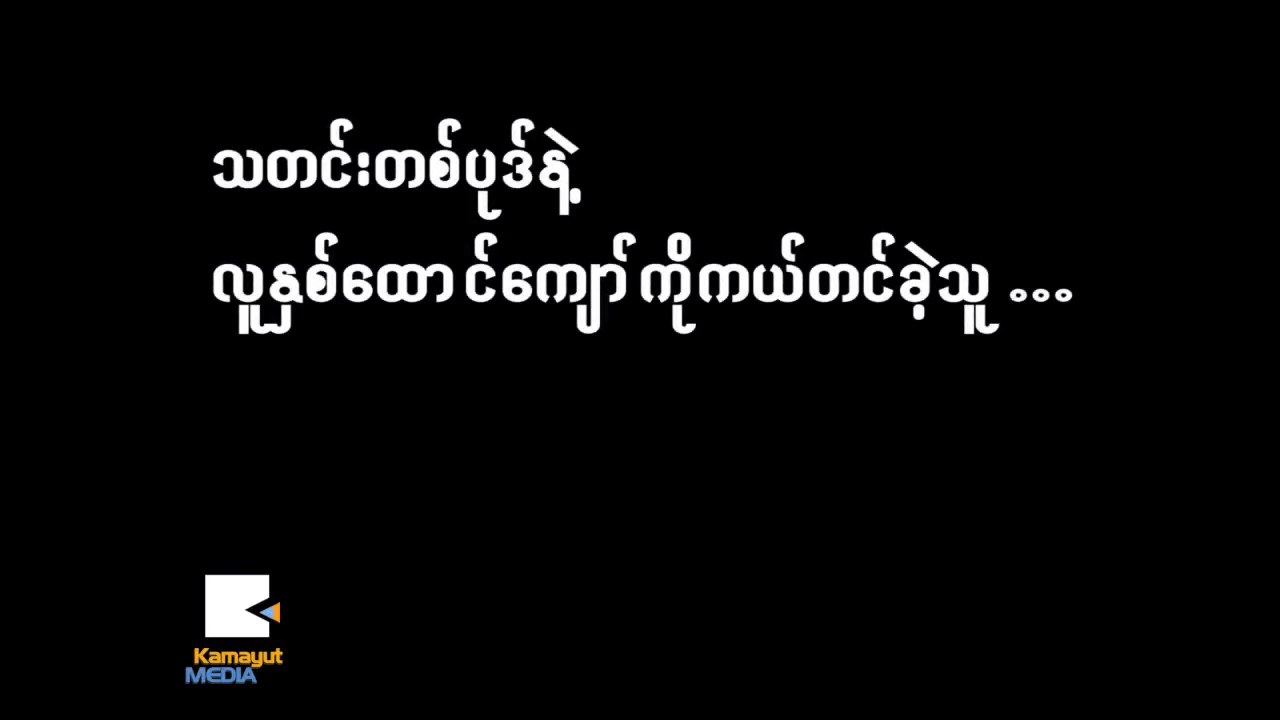 သတင်းတစ်ပုဒ်နဲ့
လူနှစ်ထောင်ကျော်ကိုကယ်တင်ခဲ့သူ ...
Kamayut
MEDIA